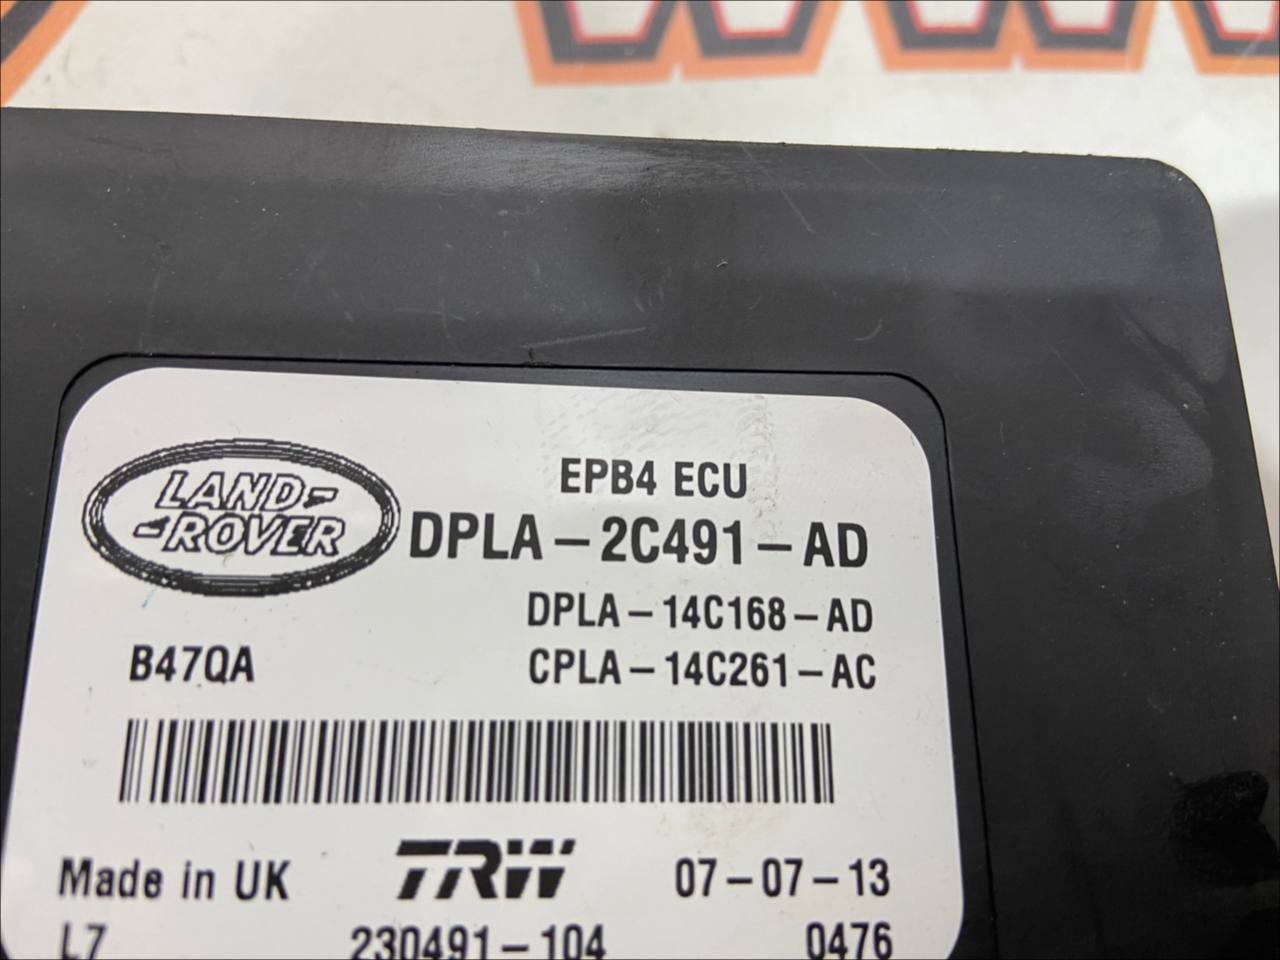 WWW
EPB4 ECU
LAND-
-ROVER
DPLA-2C491-AD
DPLA-14C168-AD
B47QA CPLA-14C261-AC
Made in UK TRW 07-07-13
L7 230491-104 0476